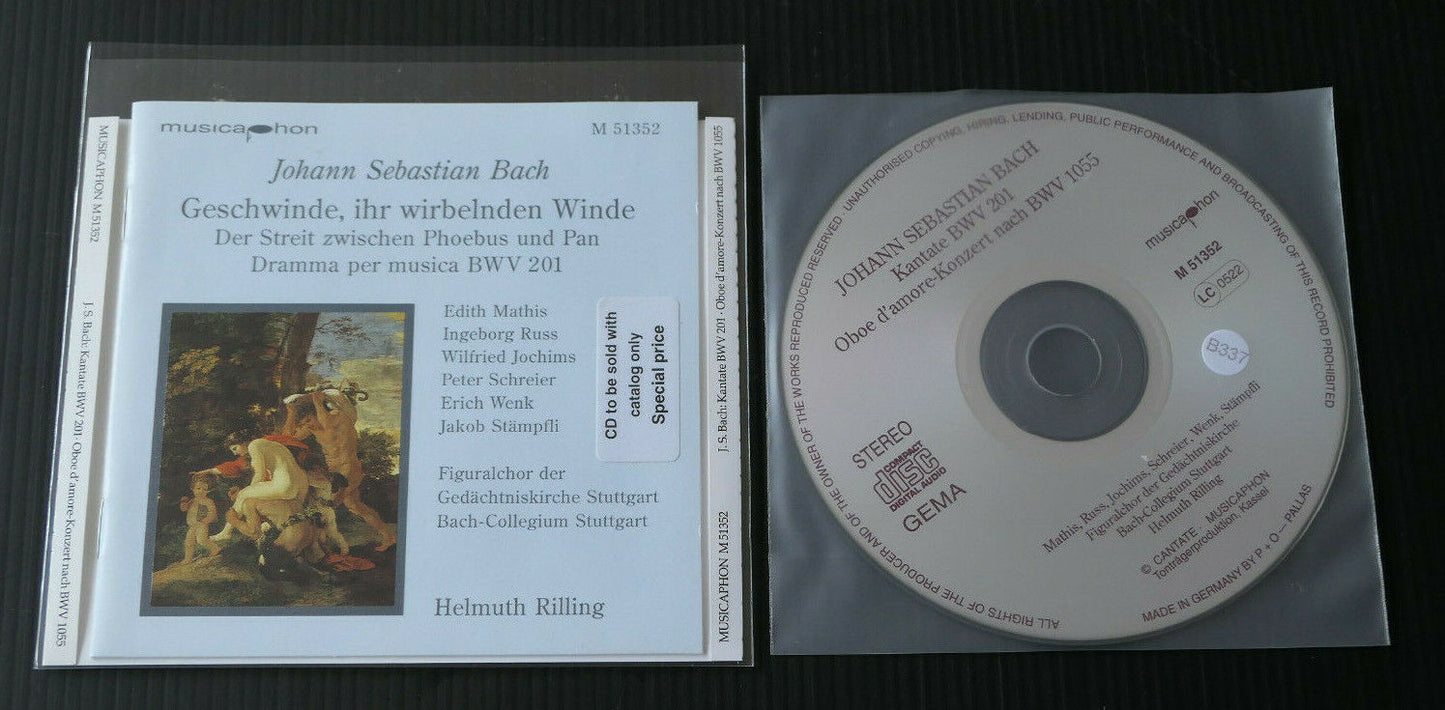 MUSICAPHON M 51352
J. S. Bach: Kantate BWV 201 · Oboe d'amore-Konzert nach BWV 1055
musicaphon
M 51352
Johann Sebastian Bach
Geschwinde, ihr wirbelnden Winde
Der Streit zwischen Phoebus und Pan
Dramma per musica BWV 201
Edith Mathis
Ingeborg Russ
Wilfried Jochims
Peter Schreier
Erich Wenk
Jakob Stämpfli
Figuralchor der
Gedächtniskirche Stuttgart
Bach-Collegium Stuttgart
Helmuth Rilling
CD to be sold with
catalog only
Special price
MUSICAPHON M 51352
J. S. Bach: Kantate BWV 201 · Oboe d'amore-Konzert nach BWV 1055
ALL RIGHTS OF THE PRODUCER AND OF THE OWNER OF THE WORKS REPRODUCED RESERVED · UNAUTHORISED COPYING, HIRING, LENDING, PUBLIC PERFORMANCE AND BROADCASTING OF THIS RECORD PROHIBITED
JOHANN SEBASTIAN BACH
Kantate BWV 201
Oboe d'amore-Konzert nach BWV 1055
musicaphon
M 51352
LC 0522
B337
STEREO
COMPACT
disc
DIGITAL AUDIO
GEMA
Mathis, Russ, Jochims, Schreier, Wenk, Stämpfli
Figuralchor der Gedächtniskirche
Bach-Collegium Stuttgart
Helmuth Rilling
© CANTATE - MUSICAPHON
Tonträgerproduktion, Kassel
MADE IN GERMANY BY P + O — PALLAS